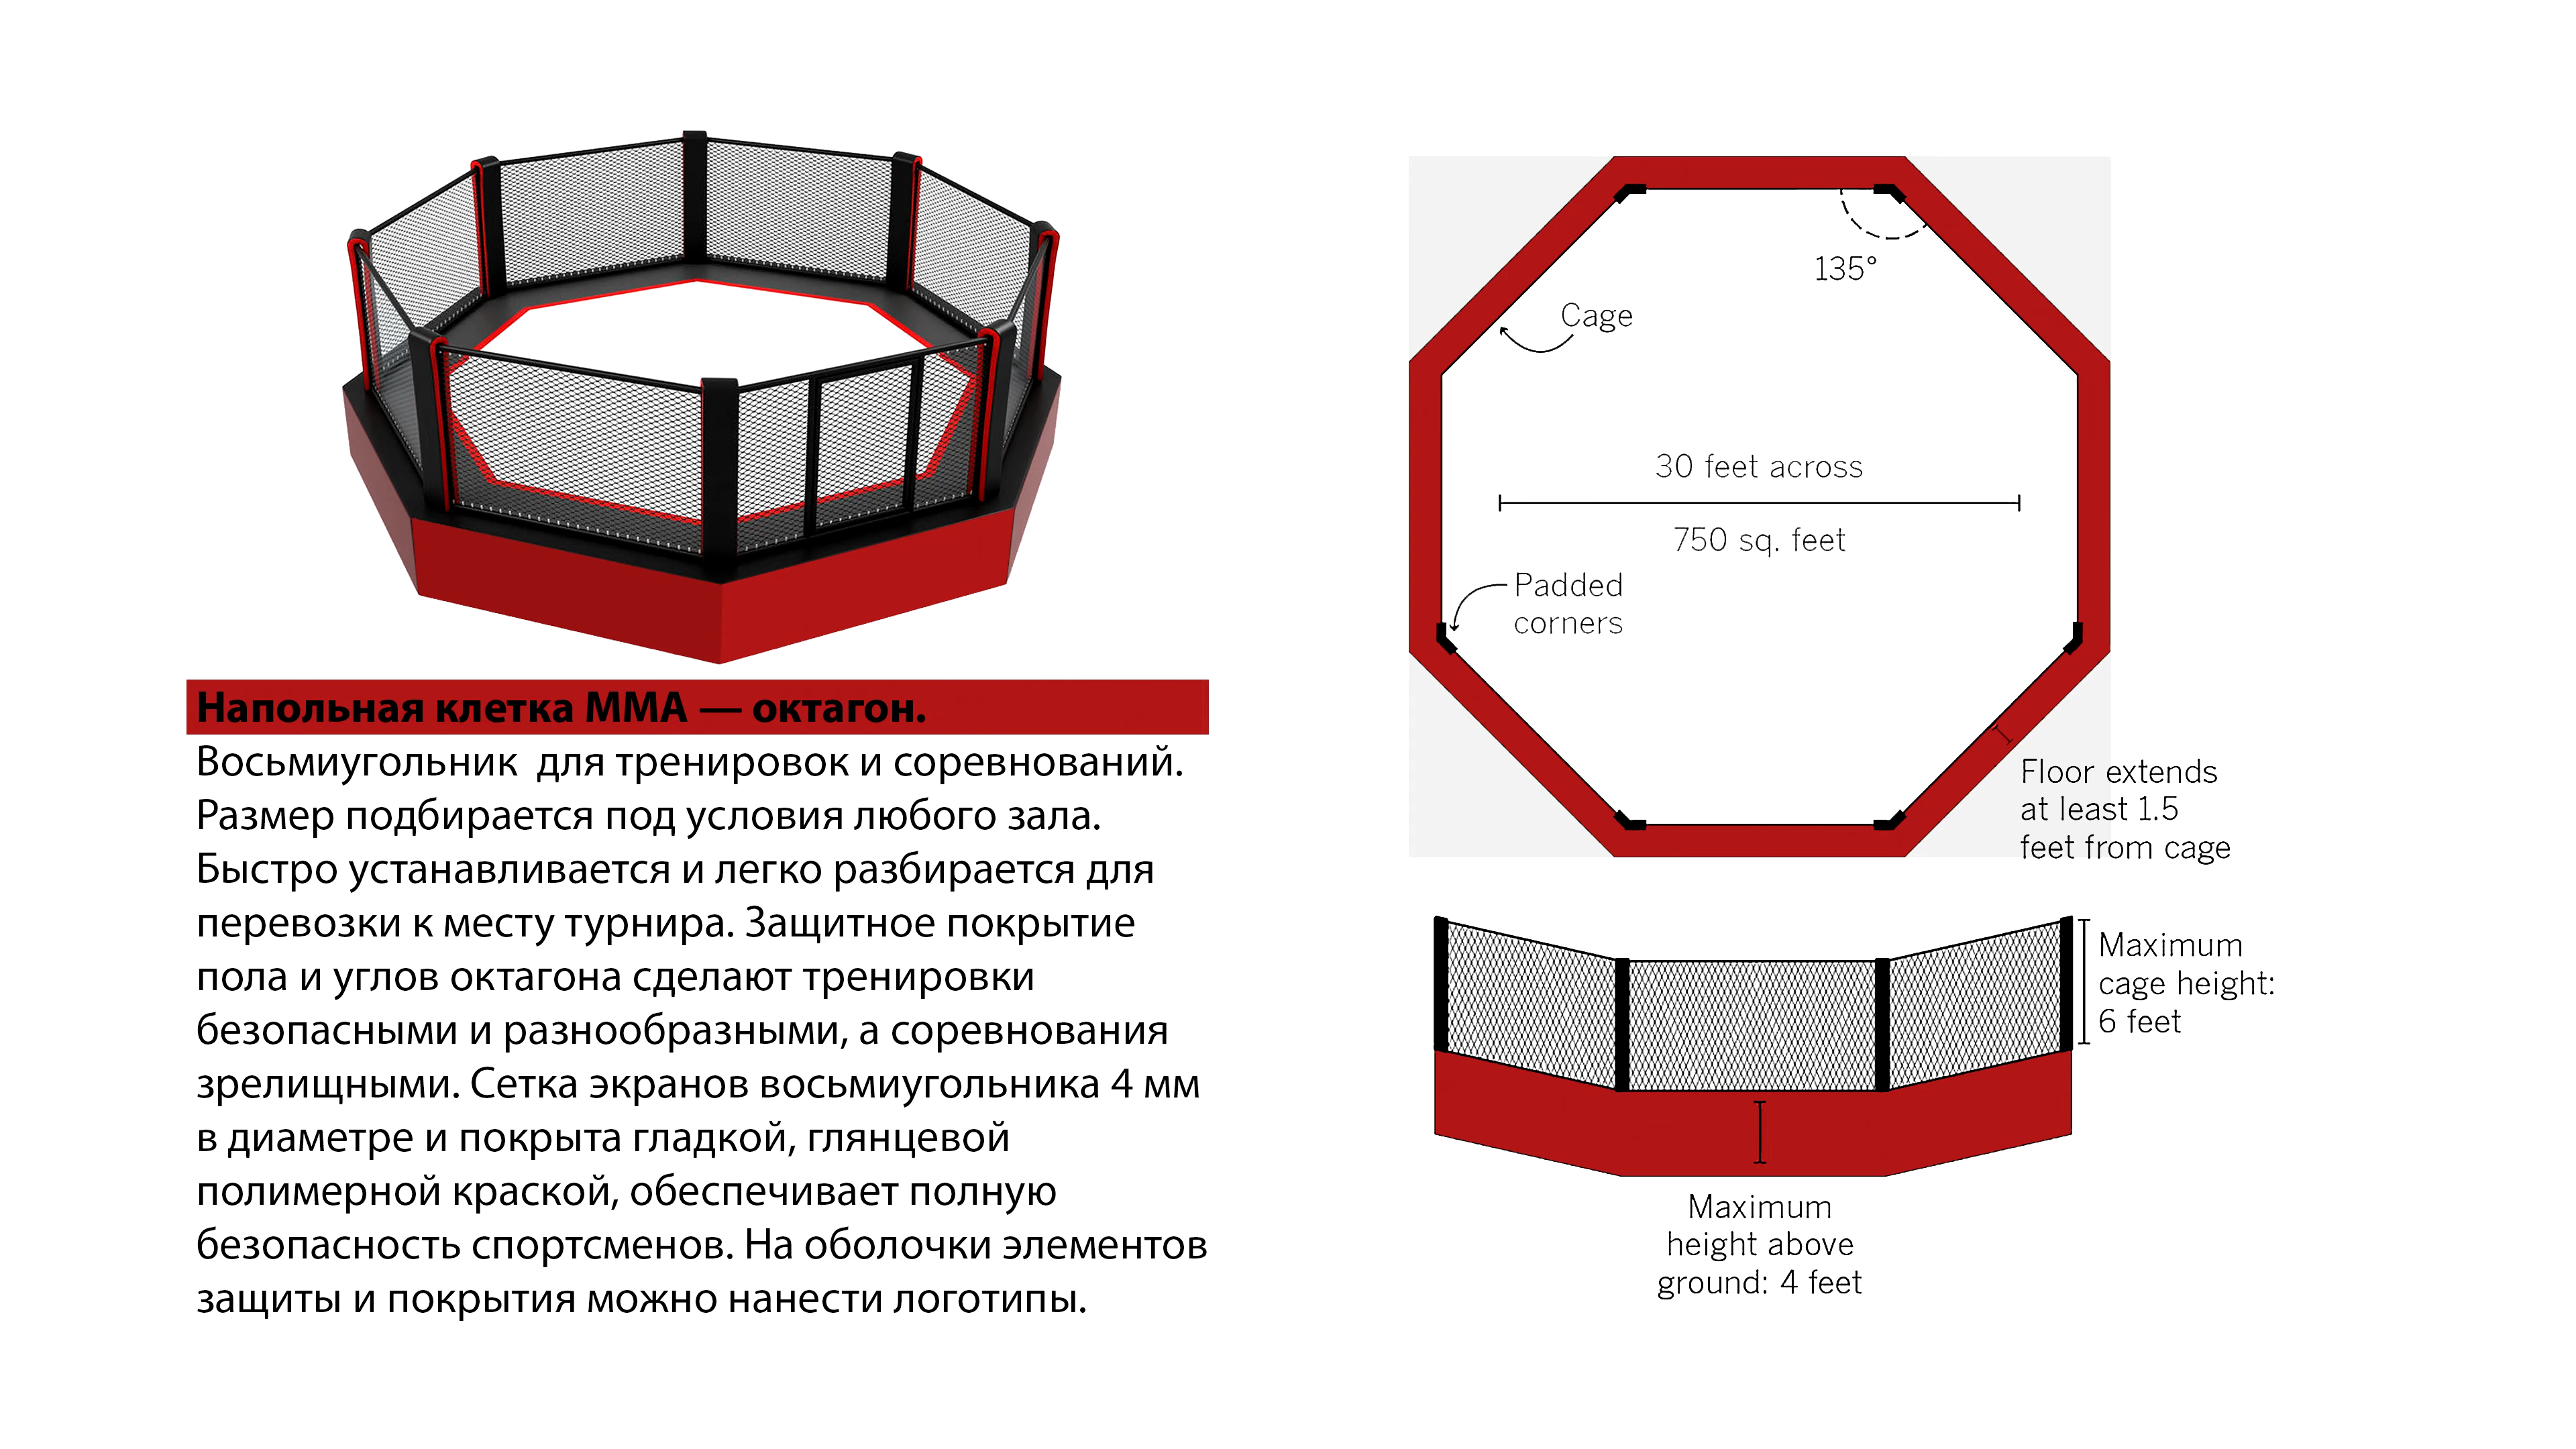 Напольная клетка ММА — октагон.
Восьмиугольник  для тренировок и соревнований.
Размер подбирается под условия любого зала.
Быстро устанавливается и легко разбирается для
перевозки к месту турнира. Защитное покрытие
пола и углов октагона сделают тренировки
безопасными и разнообразными, а соревнования
зрелищными. Сетка экранов восьмиугольника 4 мм
в диаметре и покрыта гладкой, глянцевой
полимерной краской, обеспечивает полную
безопасность спортсменов. На оболочки элементов
защиты и покрытия можно нанести логотипы.
135°
Cage
30 feet across
750 sq. feet
Padded
corners
Floor extends
at least 1.5
feet from cage
Maximum
cage height:
6 feet
Maximum
height above
ground: 4 feet